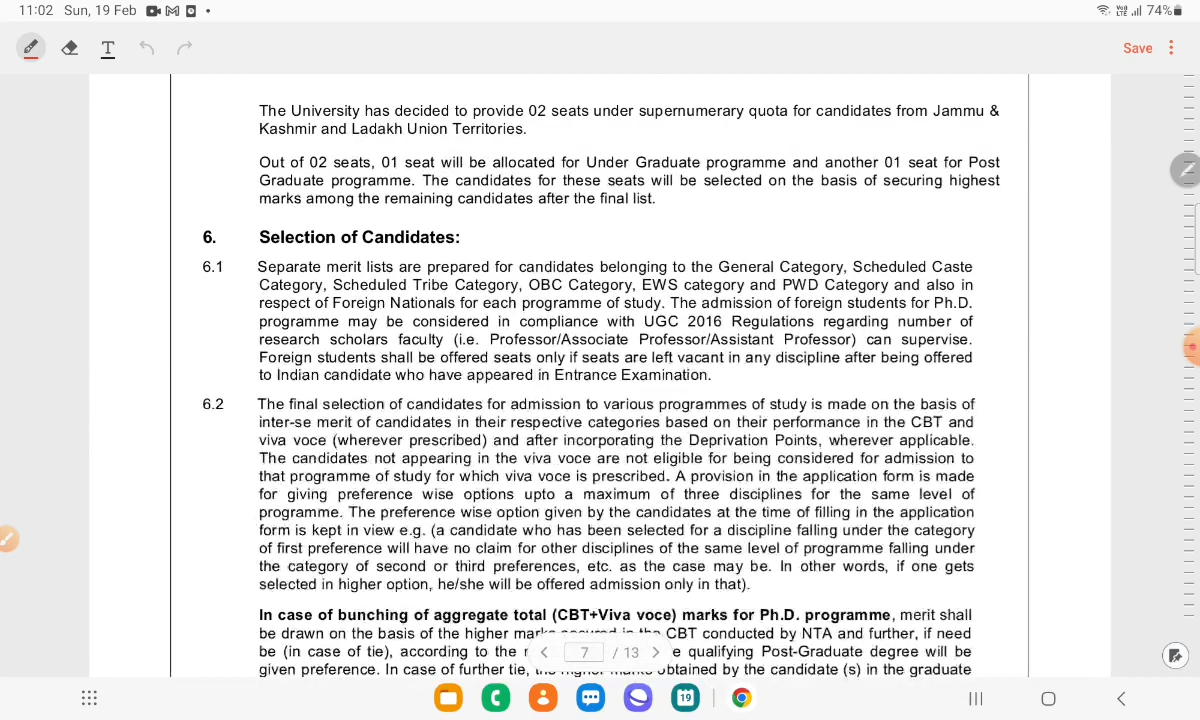 11:02 Sun, 19 Feb
74%
T
Save
The University has decided to provide 02 seats under supernumerary quota for candidates from Jammu &
Kashmir and Ladakh Union Territories.
Out of 02 seats, 01 seat will be allocated for Under Graduate programme and another 01 seat for Post
Graduate programme. The candidates for these seats will be selected on the basis of securing highest
marks among the remaining candidates after the final list.
6. Selection of Candidates:
6.1 Separate merit lists are prepared for candidates belonging to the General Category, Scheduled Caste
Category, Scheduled Tribe Category, OBC Category, EWS category and PWD Category and also in
respect of Foreign Nationals for each programme of study. The admission of foreign students for Ph.D.
programme may be considered in compliance with UGC 2016 Regulations regarding number of
research scholars faculty (i.e. Professor/Associate Professor/Assistant Professor) can supervise.
Foreign students shall be offered seats only if seats are left vacant in any discipline after being offered
to Indian candidate who have appeared in Entrance Examination.
6.2 The final selection of candidates for admission to various programmes of study is made on the basis of
inter-se merit of candidates in their respective categories based on their performance in the CBT and
viva voce (wherever prescribed) and after incorporating the Deprivation Points, wherever applicable.
The candidates not appearing in the viva voce are not eligible for being considered for admission to
that programme of study for which viva voce is prescribed. A provision in the application form is made
for giving preference wise options upto a maximum of three disciplines for the same level of
programme. The preference wise option given by the candidates at the time of filling in the application
form is kept in view e.g. (a candidate who has been selected for a discipline falling under the category
of first preference will have no claim for other disciplines of the same level of programme falling under
the category of second or third preferences, etc. as the case may be. In other words, if one gets
selected in higher option, he/she will be offered admission only in that).
In case of bunching of aggregate total (CBT+Viva voce) marks for Ph.D. programme, merit shall
be drawn on the basis of the higher CBT conducted by NTA and further, if need
be (in case of tie), according to the qualifying Post-Graduate degree will be
given preference. In case of further tie, obtained by the candidate (s) in the graduate
7 / 13
19